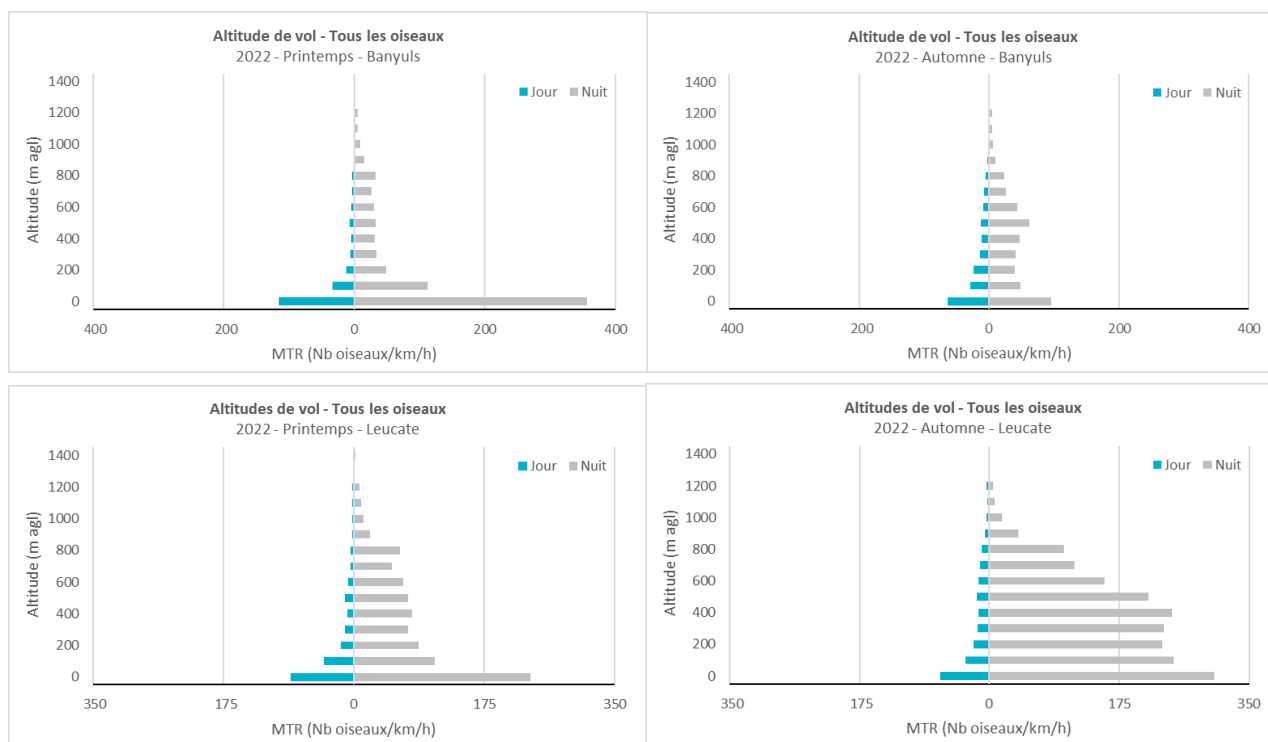 Altitude de vol - Tous les oiseaux
2022 - Printemps - Banyuls
Jour Nuit
Altitude (m agl)
1400
1200
1000
800
600
400
200
0
400 200 0 200 400
MTR (Nb oiseaux/km/h)
Altitude de vol - Tous les oiseaux
2022 - Automne - Banyuls
Jour Nuit
Altitude (m agl)
1400
1200
1000
800
600
400
200
0
400 200 0 200 400
MTR (Nb oiseaux/km/h)
Altitudes de vol - Tous les oiseaux
2022 - Printemps - Leucate
Jour Nuit
Altitude (m agl)
1400
1200
1000
800
600
400
200
0
350 175 0 175 350
MTR (Nb oiseaux/km/h)
Altitudes de vol - Tous les oiseaux
2022 - Automne - Leucate
Jour Nuit
Altitude (m agl)
1400
1200
1000
800
600
400
200
0
350 175 0 175 350
MTR (Nb oiseaux/km/h)